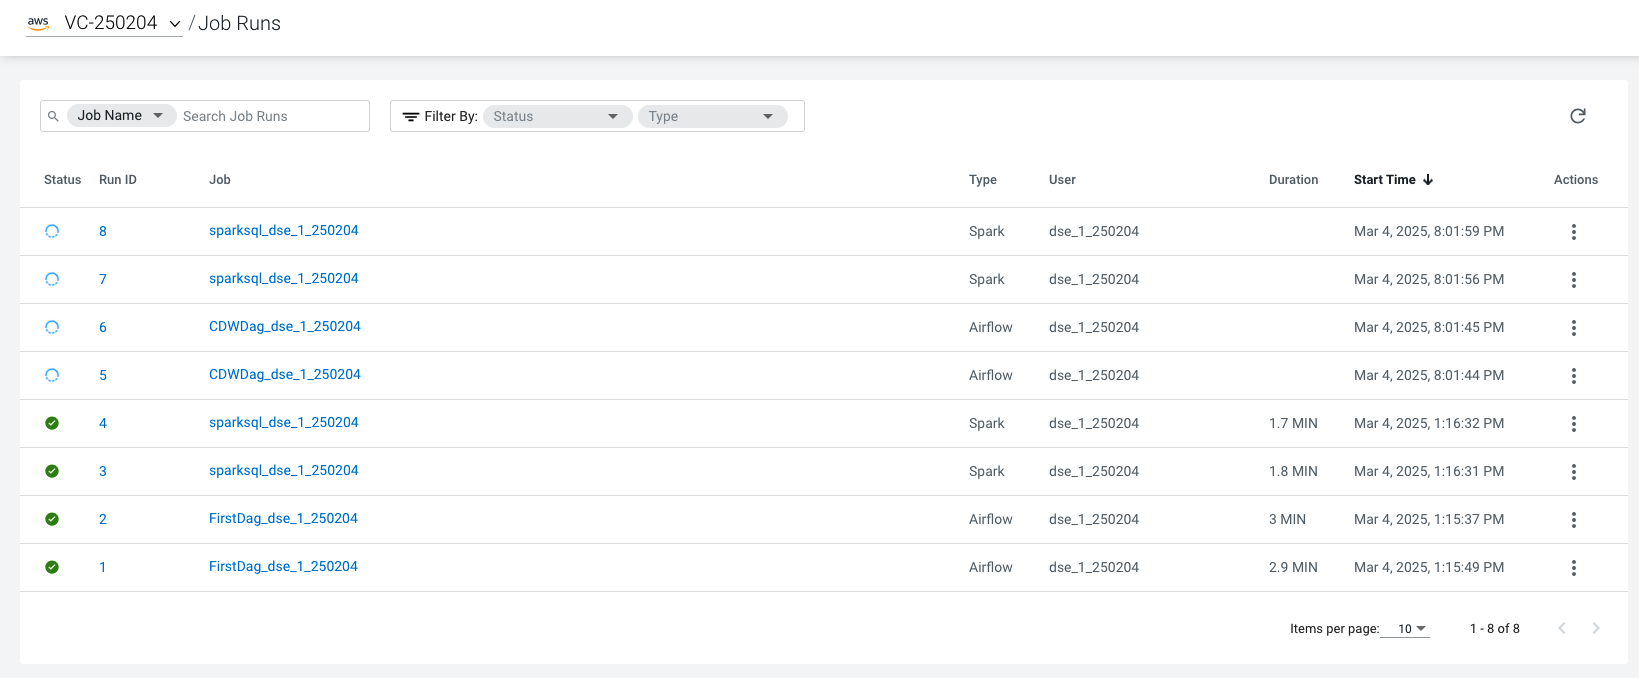 aws VC-250204 / Job Runs
Job Name Search Job Runs Filter By: Status Type
Status Run ID Job Type User Duration Start Time Actions
8 sparksql_dse_1_250204 Spark dse_1_250204 Mar 4, 2025, 8:01:59 PM
7 sparksql_dse_1_250204 Spark dse_1_250204 Mar 4, 2025, 8:01:56 PM
6 CDWDag_dse_1_250204 Airflow dse_1_250204 Mar 4, 2025, 8:01:45 PM
5 CDWDag_dse_1_250204 Airflow dse_1_250204 Mar 4, 2025, 8:01:44 PM
4 sparksql_dse_1_250204 Spark dse_1_250204 1.7 MIN Mar 4, 2025, 1:16:32 PM
3 sparksql_dse_1_250204 Spark dse_1_250204 1.8 MIN Mar 4, 2025, 1:16:31 PM
2 FirstDag_dse_1_250204 Airflow dse_1_250204 3 MIN Mar 4, 2025, 1:15:37 PM
1 FirstDag_dse_1_250204 Airflow dse_1_250204 2.9 MIN Mar 4, 2025, 1:15:49 PM
Items per page: 10 1 - 8 of 8